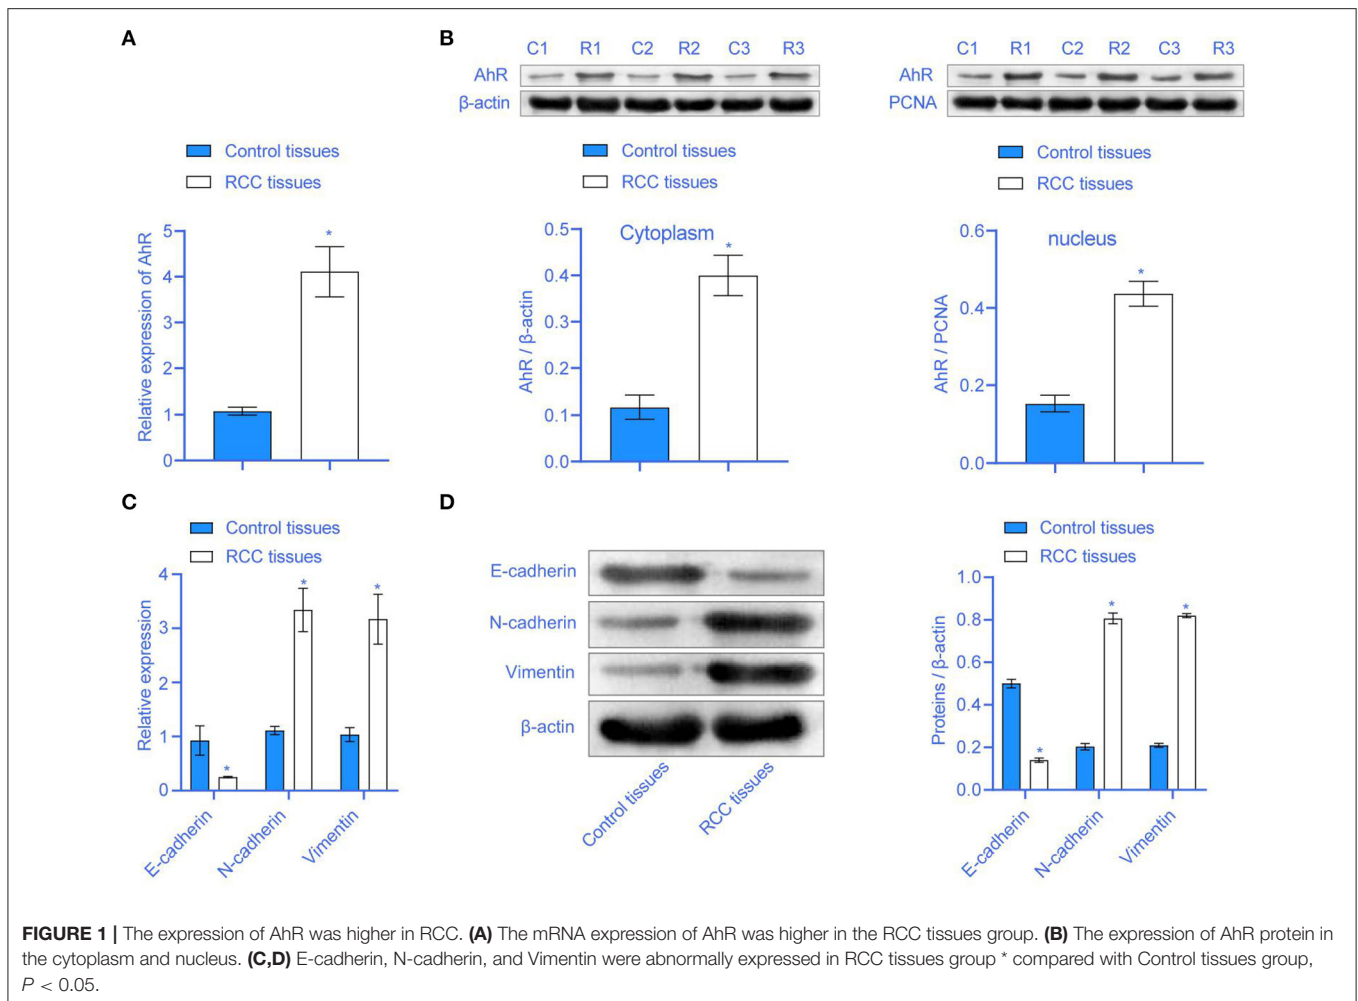 A
Control tissues
RCC tissues
Relative expression of AhR
5
4
3
2
1
0
*
B
C1 R1 C2 R2 C3 R3
AhR
β-actin
Control tissues
RCC tissues
Cytoplasm
AhR / β-actin
0.5
0.4
0.3
0.2
0.1
0.0
*
C1 R1 C2 R2 C3 R3
AhR
PCNA
Control tissues
RCC tissues
nucleus
AhR / PCNA
0.6
0.4
0.2
0.0
*
C
Control tissues
RCC tissues
Relative expression
4
3
2
1
0
* * *
E-cadherin N-cadherin Vimentin
D
E-cadherin
N-cadherin
Vimentin
β-actin
Control tissues RCC tissues
Control tissues
RCC tissues
Proteins / β-actin
1.0
0.8
0.6
0.4
0.2
0.0
* * *
E-cadherin N-cadherin Vimentin
FIGURE 1 | The expression of AhR was higher in RCC. (A) The mRNA expression of AhR was higher in the RCC tissues group. (B) The expression of AhR protein in
the cytoplasm and nucleus. (C,D) E-cadherin, N-cadherin, and Vimentin were abnormally expressed in RCC tissues group * compared with Control tissues group,
P < 0.05.